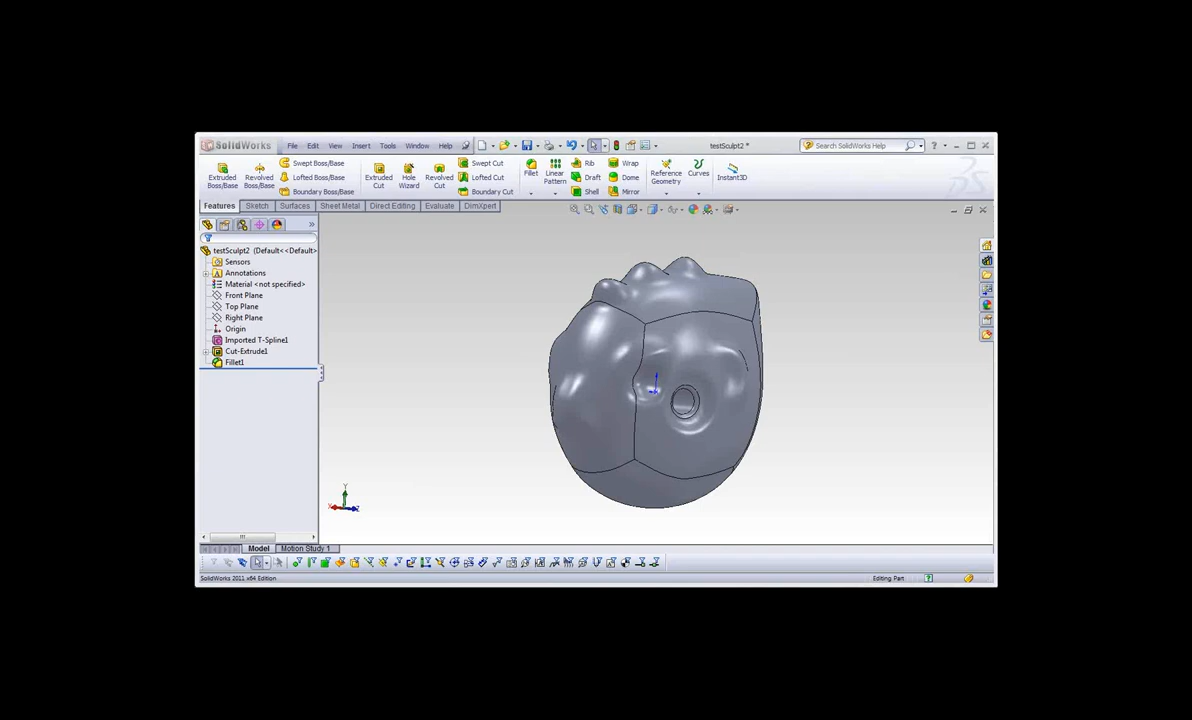 SolidWorks File Edit View Insert Tools Window Help testSculpt2 * Search SolidWorks Help
Extruded Boss/Base Revolved Boss/Base Swept Boss/Base Lofted Boss/Base Boundary Boss/Base Extruded Cut Hole Wizard Revolved Cut Swept Cut Lofted Cut Boundary Cut Fillet Linear Pattern Rib Draft Shell Wrap Dome Mirror Reference Geometry Curves Instant3D
Features Sketch Surfaces Sheet Metal Direct Editing Evaluate DimXpert
testSculpt2 (Default<<Default>
Sensors
Annotations
Material <not specified>
Front Plane
Top Plane
Right Plane
Origin
Imported T-Spline1
Cut-Extrude1
Fillet1
Y
X Z
Model Motion Study 1
SolidWorks 2011 x64 Edition Editing Part